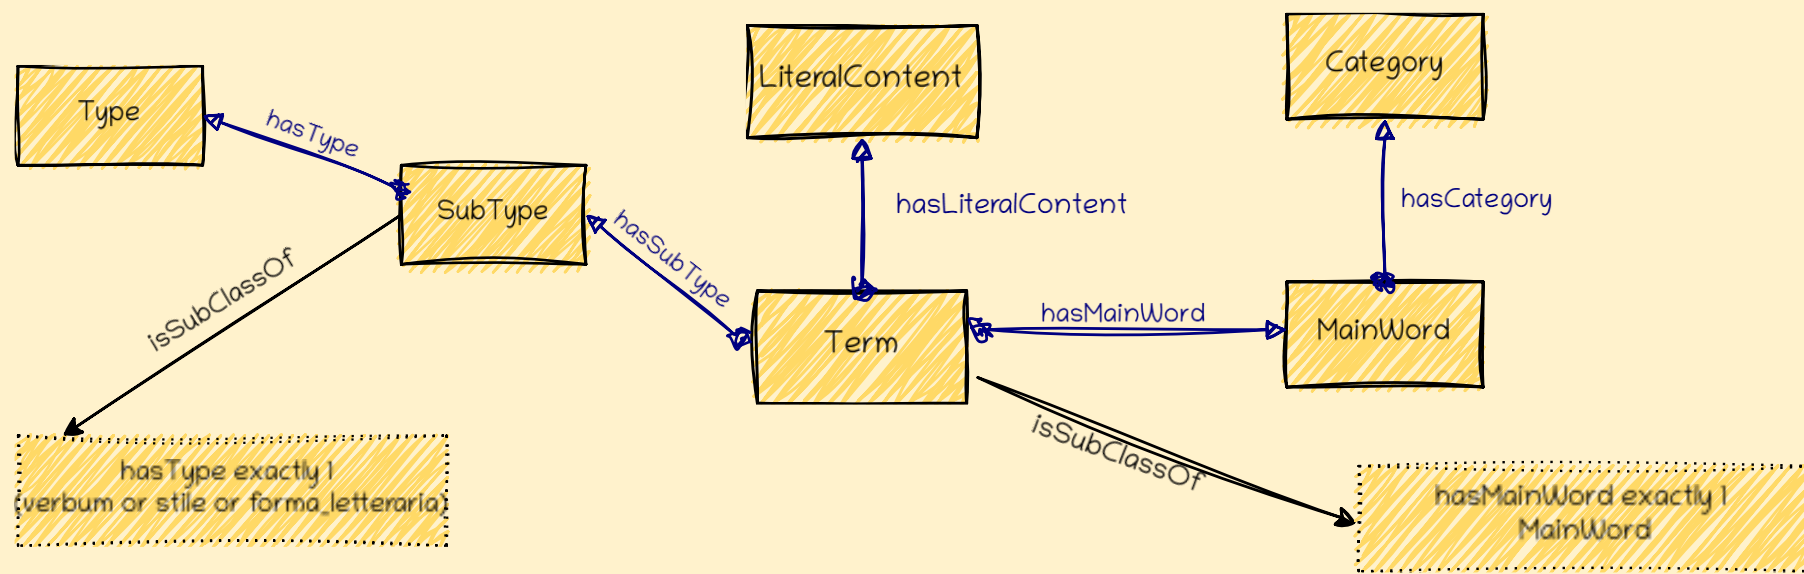 Type
hasType
SubType
isSubClassOf
hasType exactly 1
(verbum or stile or forma_letteraria)
hasSubType
LiteralContent
hasLiteralContent
Term
hasMainWord
Category
hasCategory
MainWord
isSubClassOf
hasMainWord exactly 1
MainWord